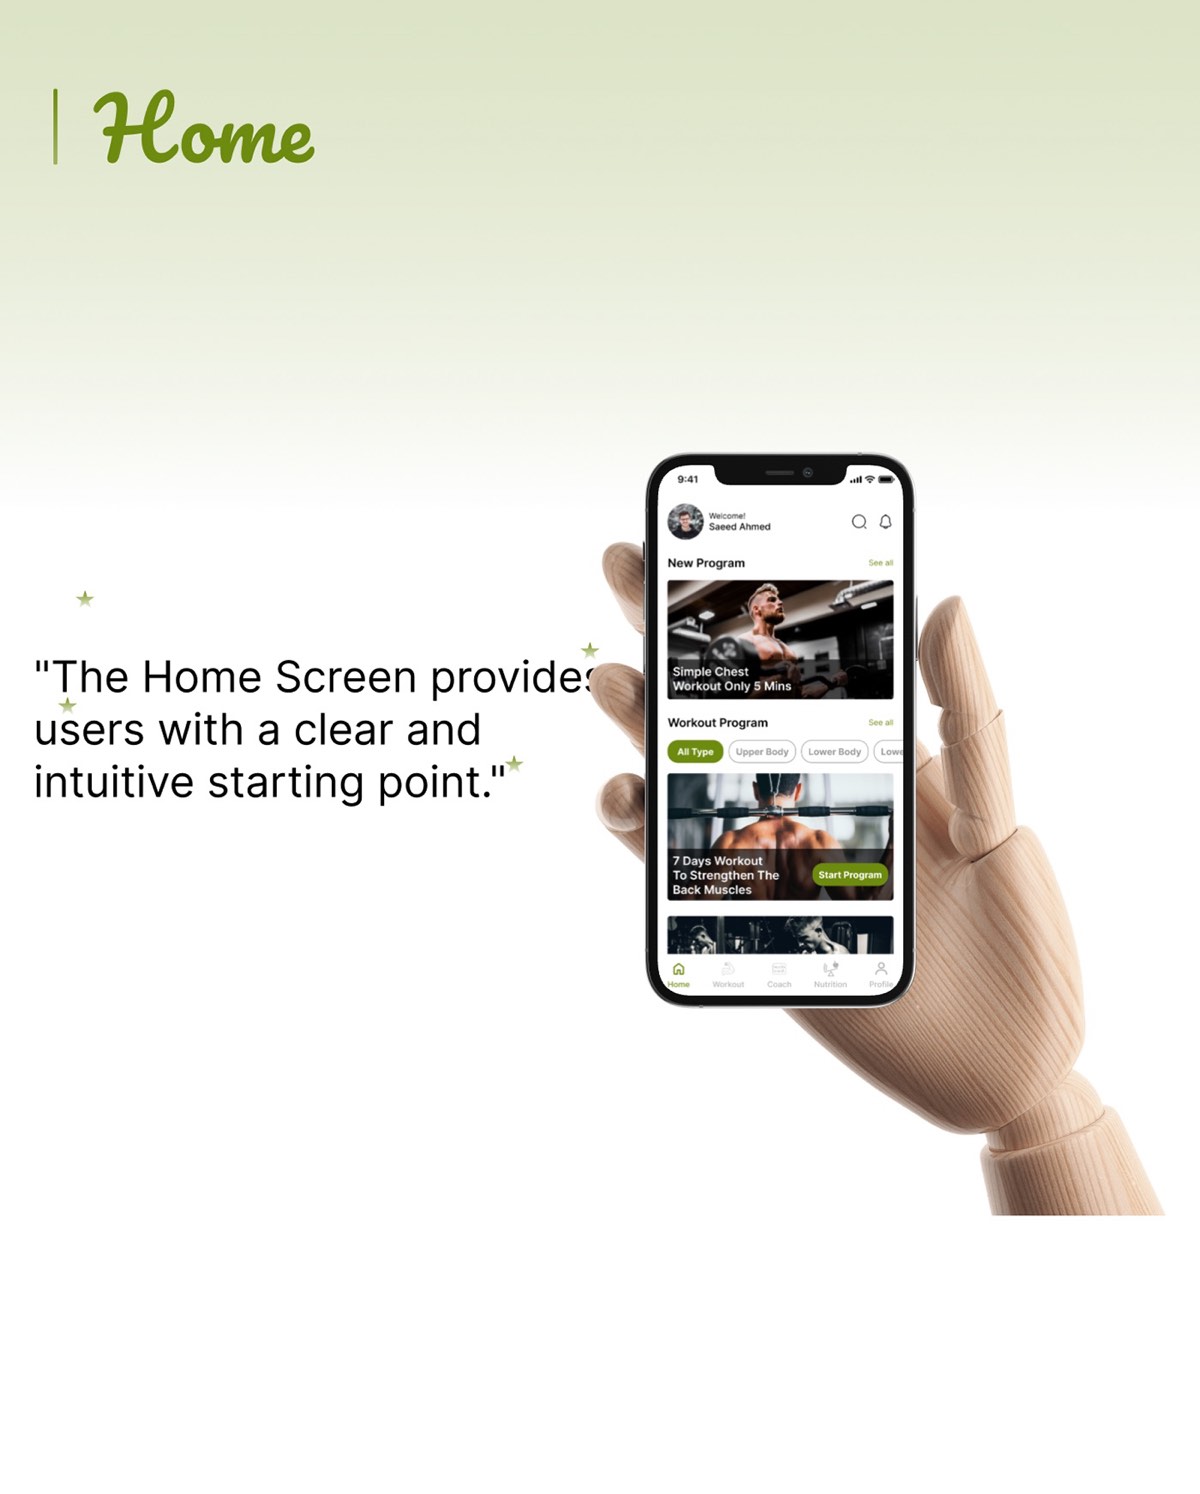 Home
"The Home Screen provides
users with a clear and
intuitive starting point."
9:41
Welcome!
Saeed Ahmed
New Program
See all
Simple Chest
Workout Only 5 Mins
Workout Program
See all
All Type
Upper Body
Lower Body
Lowe
7 Days Workout
To Strengthen The
Back Muscles
Start Program
Home
Workout
Coach
Nutrition
Profile